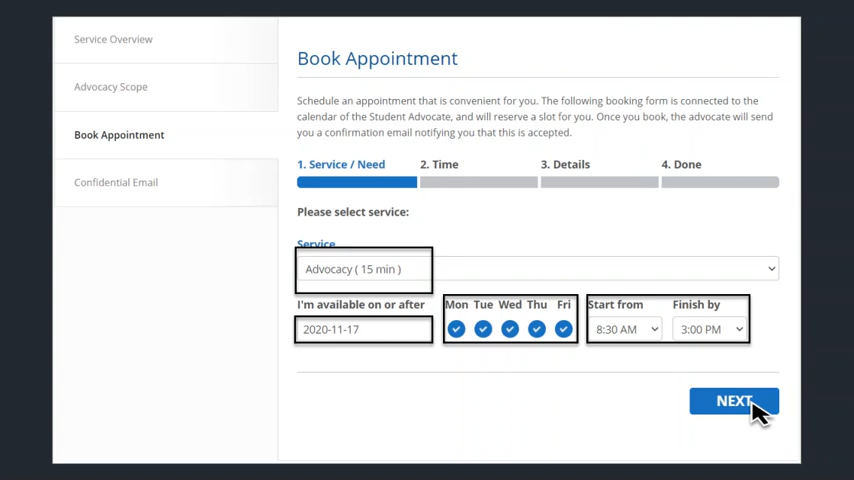 Service Overview
Advocacy Scope
Book Appointment
Confidential Email
Book Appointment
Schedule an appointment that is convenient for you. The following booking form is connected to the
calendar of the Student Advocate, and will reserve a slot for you. Once you book, the advocate will send
you a confirmation email notifying you that this is accepted.
1. Service / Need 2. Time 3. Details 4. Done
Please select service:
Service
Advocacy ( 15 min )
I'm available on or after Mon Tue Wed Thu Fri Start from Finish by
2020-11-17 8:30 AM 3:00 PM
NEXT